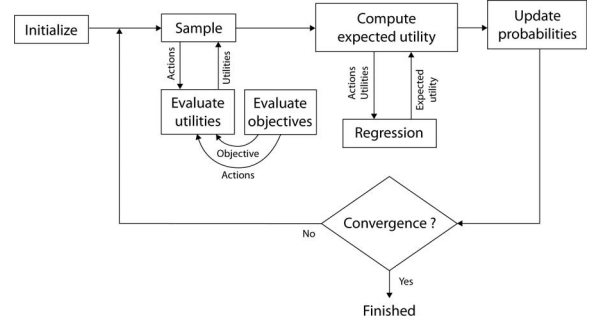 Initialize
Sample
Compute
expected utility
Update
probabilities
Actions
Utilities
Actions
Utilities
Expected
utility
Evaluate
utilities
Evaluate
objectives
Regression
Objective
Actions
Convergence ?
No
Yes
Finished